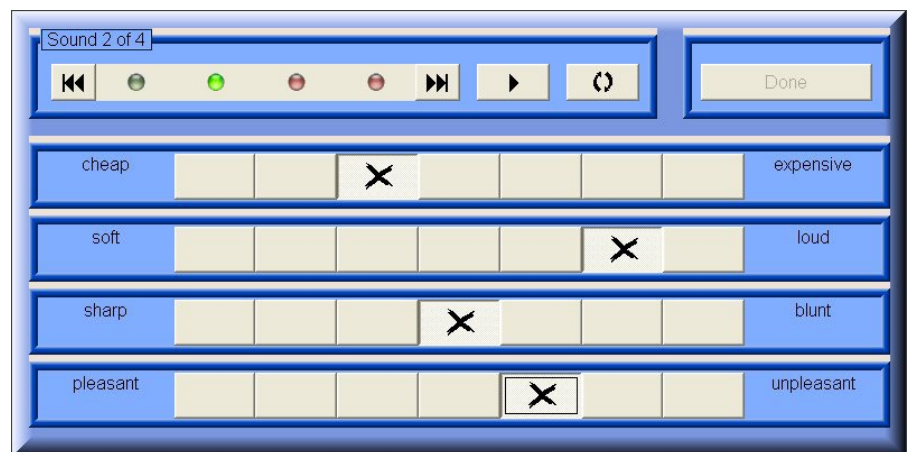 Sound 2 of 4
Done
cheap expensive
soft loud
sharp blunt
pleasant unpleasant